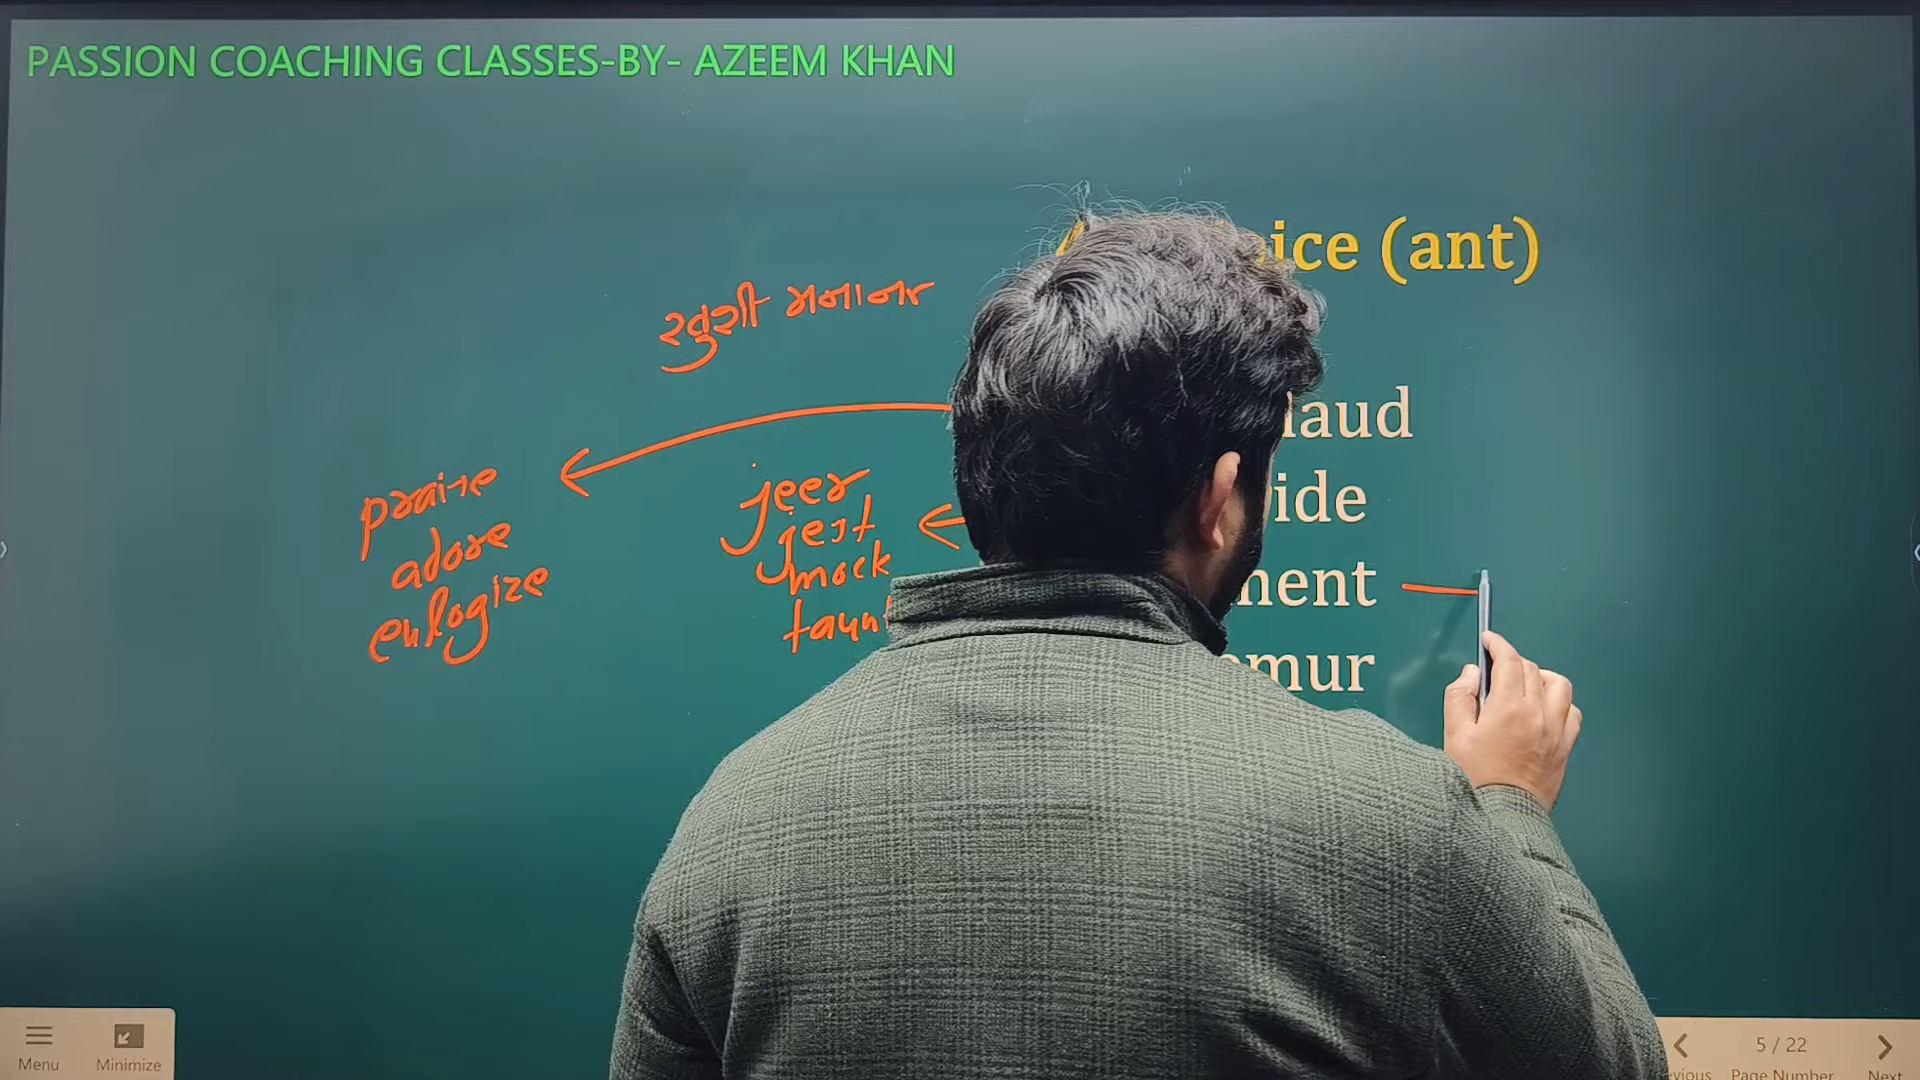 PASSION COACHING CLASSES-BY- AZEEM KHAN
ice (ant)
खुशी मनाना
laud
praise
adore
eulogize
jeer
jest
mock
taunt
ide
ment
mur
Menu
Minimize
5 / 22
Page Number
Next